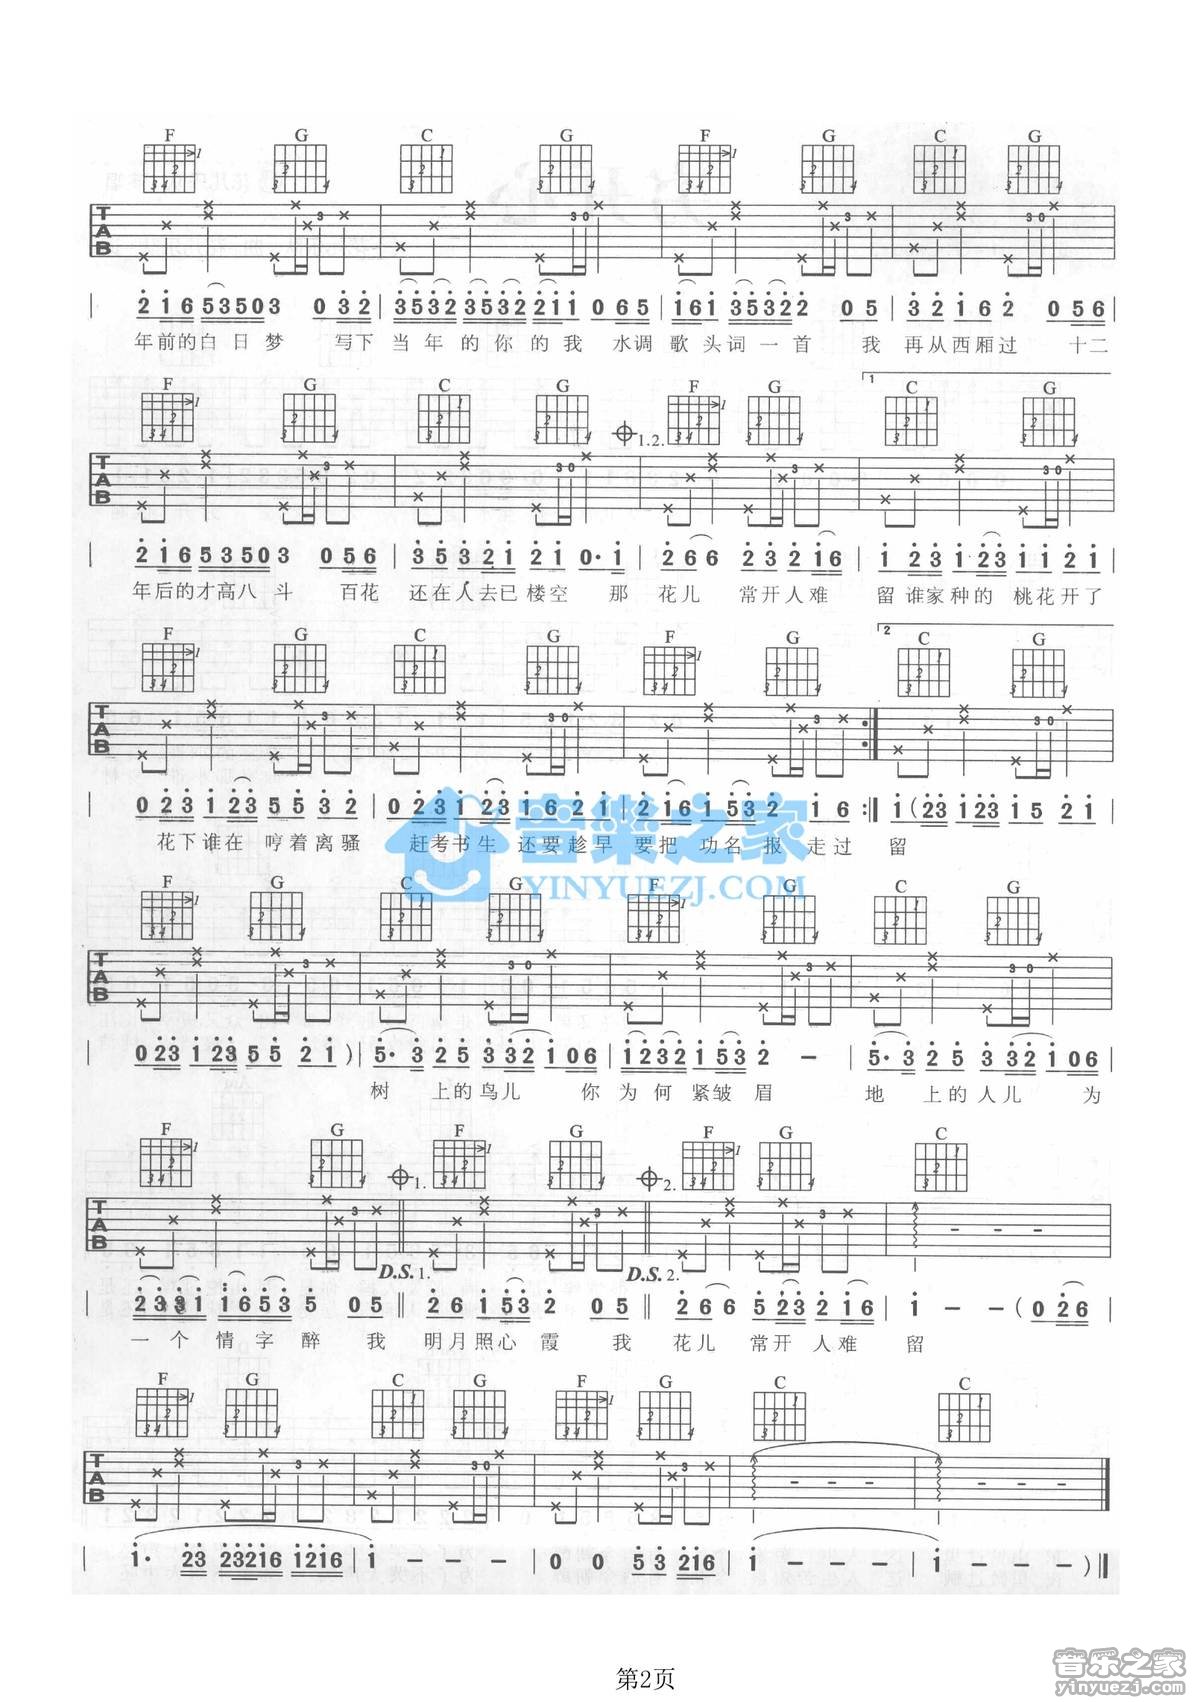 F G C G F G C G
T A B
| 2 1 6 5 3 5 0 3 0 3 2 | 3 5 3 2 3 5 3 2 2 1 1 0 6 5 | 1 6 1 3 5 3 2 2 0 5 | 3 2 1 6 2 0 5 6 |
年前的白日梦 写下 当年的你的我 水调 歌头词一首 我 再从西厢过 十二
F G C G 1.2. F G 1 C G
T A B
| 2 1 6 5 3 5 0 3 0 5 6 | 3 5 3 2 1 2 1 0· 1 | 2 6 6 2 3 2 1 6 | 1 2 3 1 2 3 1 1 2 1 |
年后的才高八斗 百花 还在人去已楼空 那 花儿 常开人难 留谁家种的 桃花开了
F G C G F G 2 C G
T A B
0 2 3 1 2 3 5 5 3 2 | 0 2 3 1 2 3 1 6 2 1 | 2 1 6 1 5 3 2 1 6 :‖ 1 ( 2 3 1 2 3 1 5 2 1 |
花下谁在 哼着离骚 赶考书生 还要趁早 要把 功名 报 走过 留
音樂之家
YINYUEZJ.COM
F G C G F G C G
T A B
| 0 2 3 1 2 3 5 5 2 1 ) | 5· 3 2 5 3 3 2 1 0 6 | 1 2 3 2 1 5 3 2 — | 5· 3 2 5 3 3 2 1 0 6 |
树 上的鸟儿 你 为何 紧皱眉 地 上的人儿 为
F G 1. F G 2. F G C
T A B
D.S. 1. D.S. 2.
| 2 3 3 1 1 6 5 3 5 0 5 ‖ 2 6 1 5 3 2 0 5 ‖ 2 6 6 5 2 3 2 1 6 | 1 — — ( 0 2 6 |
一个 情字醉 我 明月照心霞 我 花儿 常开 人难 留
F G C G F G C C
T A B
| 1· 2 3 2 3 2 1 6 1 2 1 6 | 1 — — — | 0 0 5 3 2 1 6 | 1 — — — | 1 — — — ) ‖
第2页
音乐之家
yinyuezj.com